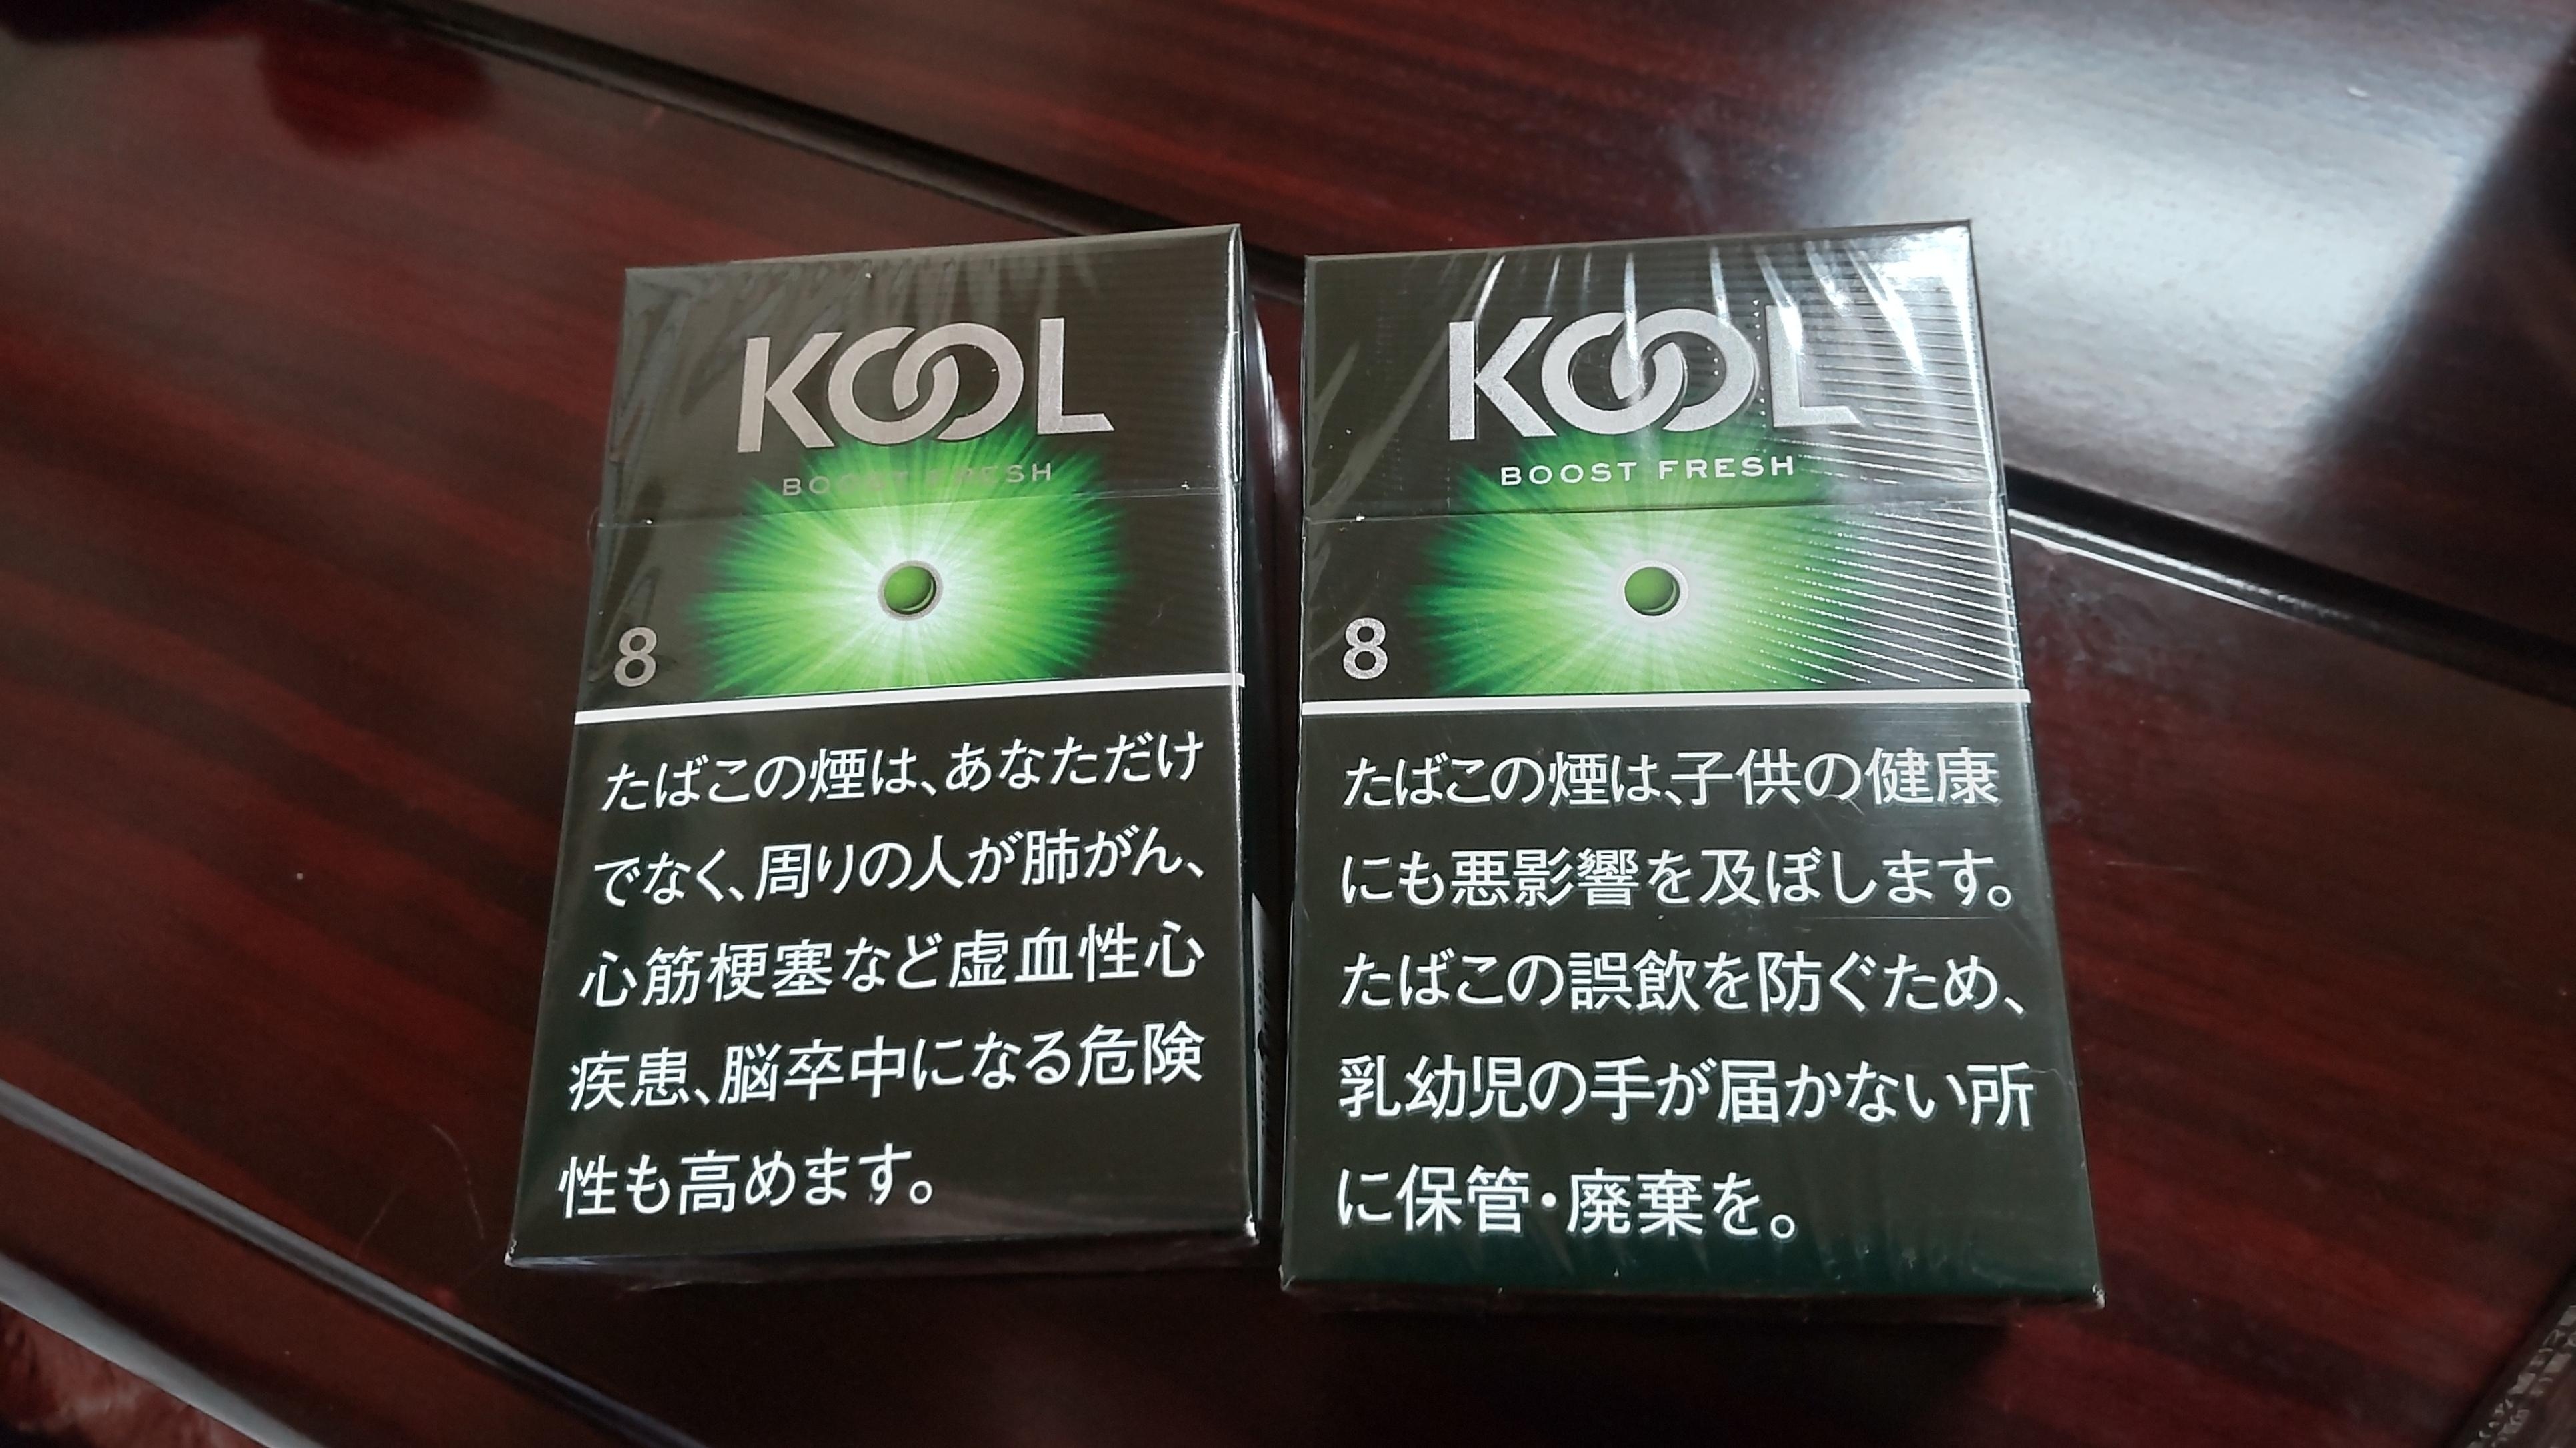 KOOL
BOOST FRESH
8
たばこの煙は、あなただけ
でなく、周りの人が肺がん、
心筋梗塞など虚血性心
疾患、脳卒中になる危険
性も高めます。
KOOL
BOOST FRESH
8
たばこの煙は、子供の健康
にも悪影響を及ぼします。
たばこの誤飲を防ぐため、
乳幼児の手が届かない所
に保管・廃棄を。